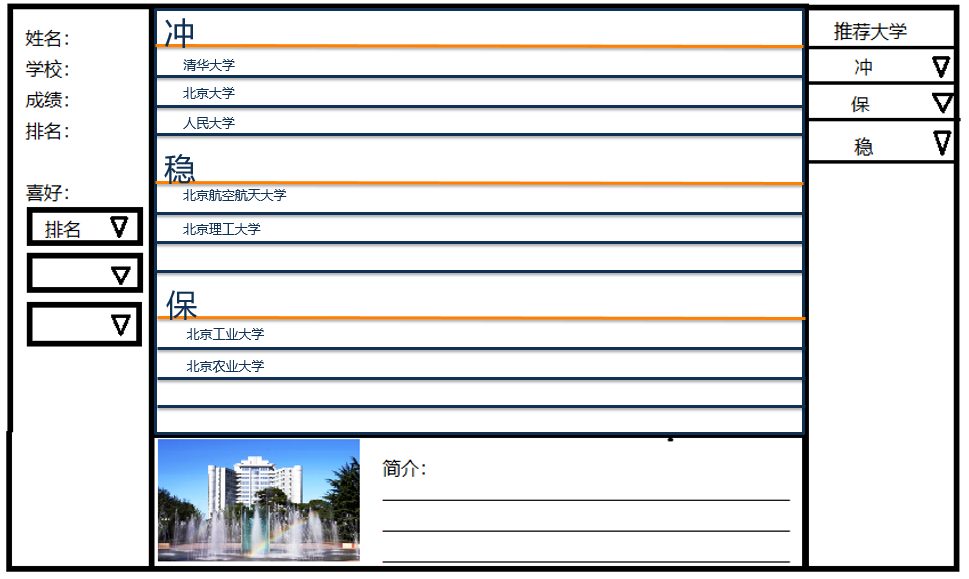 姓名：
学校：
成绩：
排名：
喜好：
排名
冲
清华大学
北京大学
人民大学
稳
北京航空航天大学
北京理工大学
保
北京工业大学
北京农业大学
简介：
推荐大学
冲
保
稳